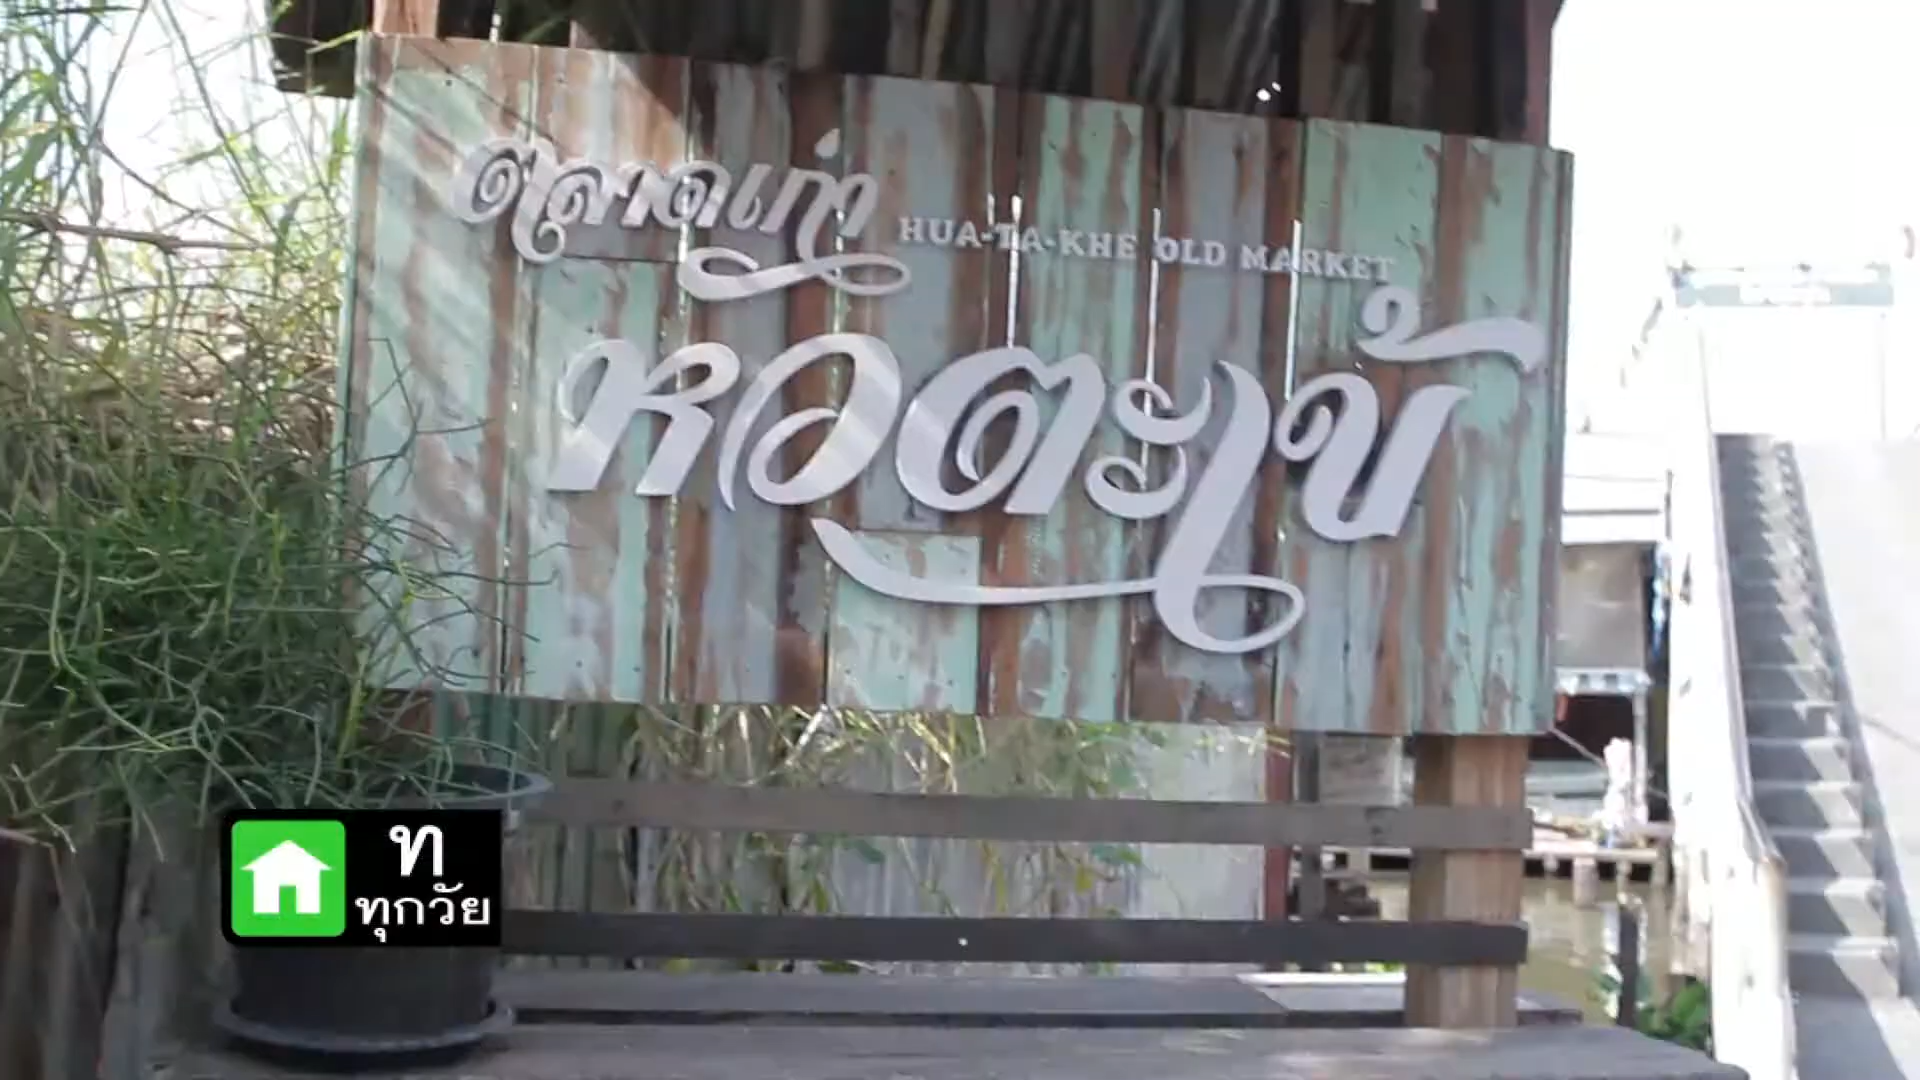 ตลาดเก่า
HUA-TA-KHE OLD MARKET
หัวตะเข้
ท
ทุกวัย